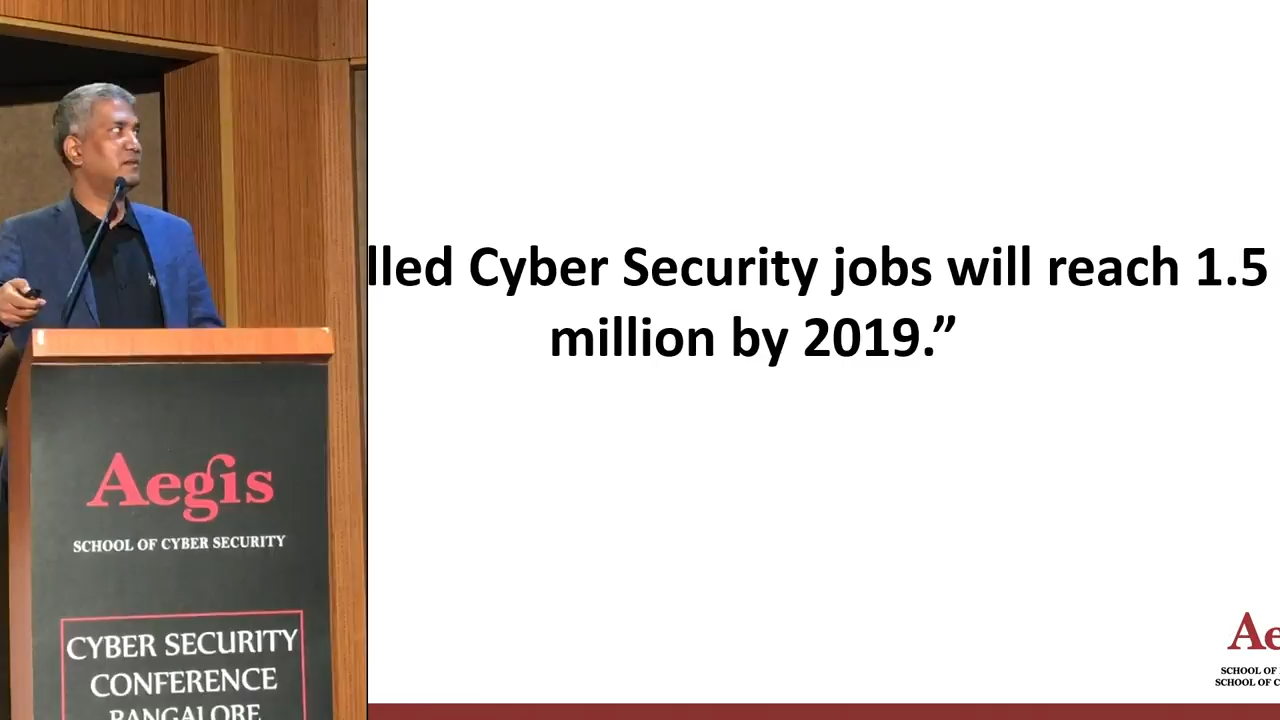 lled Cyber Security jobs will reach 1.5
million by 2019.”
Aegis
SCHOOL OF CYBER SECURITY
CYBER SECURITY
CONFERENCE
BANGALORE
Ae
SCHOOL OF
SCHOOL OF C